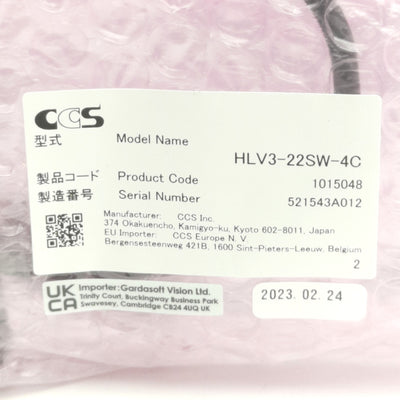 CCS
型式 Model Name
HLV3-22SW-4C
製品コード Product Code 1015048
製造番号 Serial Number 521543A012
Manufacturer: CCS Inc.
374 Okakuencho, Kamigyo-ku, Kyoto 602-8011, Japan
EU Importer: CCS Europe N. V.
Bergensesteenweg 421B, 1600 Sint-Pieters-Leeuw, Belgium
2
UK
CA
Importer:Gardasoft Vision Ltd.
Trinity Court, Buckingway Business Park
Swavesey, Cambridge CB24 4UQ UK
2023.02.24